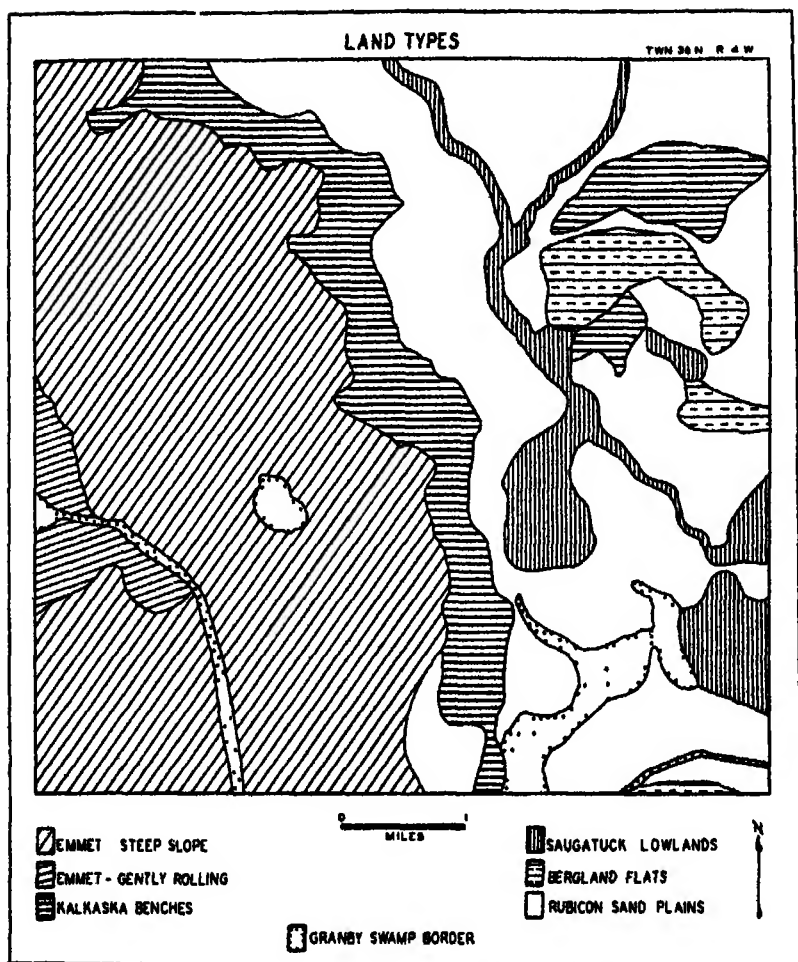 LAND TYPES
TWN 38 N R 4 W
0 1
MILES
N
EMMET STEEP SLOPE
EMMET - GENTLY ROLLING
KALKASKA BENCHES
SAUGATUCK LOWLANDS
BERGLAND FLATS
RUBICON SAND PLAINS
GRANBY SWAMP BORDER